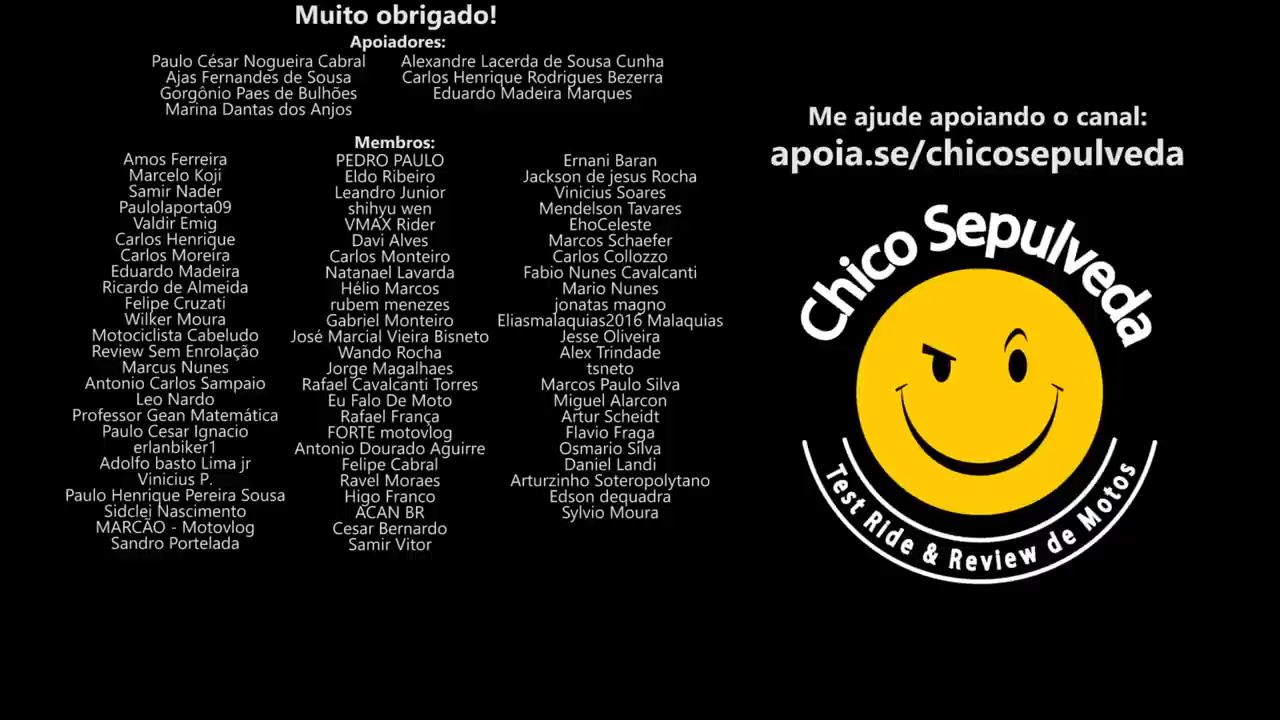 Muito obrigado!
Apoiadores:
Paulo César Nogueira Cabral
Ajas Fernandes de Sousa
Gorgônio Paes de Bulhões
Marina Dantas dos Anjos
Alexandre Lacerda de Sousa Cunha
Carlos Henrique Rodrigues Bezerra
Eduardo Madeira Marques
Membros:
Amos Ferreira
Marcelo Koji
Samir Nader
Paulolaporta09
Valdir Emig
Carlos Henrique
Carlos Moreira
Eduardo Madeira
Ricardo de Almeida
Felipe Cruzati
Wilker Moura
Motociclista Cabeludo
Review Sem Enrolação
Marcus Nunes
Antonio Carlos Sampaio
Leo Nardo
Professor Gean Matemática
Paulo Cesar Ignacio
erlanbiker1
Adolfo basto Lima jr
Vinicius P.
Paulo Henrique Pereira Sousa
Sidclei Nascimento
MARCÃO - Motovlog
Sandro Portelada
PEDRO PAULO
Eldo Ribeiro
Leandro Junior
shihyu wen
VMAX Rider
Davi Alves
Carlos Monteiro
Natanael Lavarda
Hélio Marcos
rubem menezes
Gabriel Monteiro
José Marcial Vieira Bisneto
Wando Rocha
Jorge Magalhaes
Rafael Cavalcanti Torres
Eu Falo De Moto
Rafael França
FORTE motovlog
Antonio Dourado Aguirre
Felipe Cabral
Ravel Moraes
Higo Franco
ACAN BR
Cesar Bernardo
Samir Vitor
Ernani Baran
Jackson de jesus Rocha
Vinicius Soares
Mendelson Tavares
EhoCeleste
Marcos Schaefer
Carlos Collozzo
Fabio Nunes Cavalcanti
Mario Nunes
jonatas magno
Eliasmalaquias2016 Malaquias
Jesse Oliveira
Alex Trindade
tsneto
Marcos Paulo Silva
Miguel Alarcon
Artur Scheidt
Flavio Fraga
Osmario Silva
Daniel Landi
Arturzinho Soteropolytano
Edson dequadra
Sylvio Moura
Me ajude apoiando o canal:
apoia.se/chicosepulveda
Chico Sepulveda
Test Ride & Review de Motos